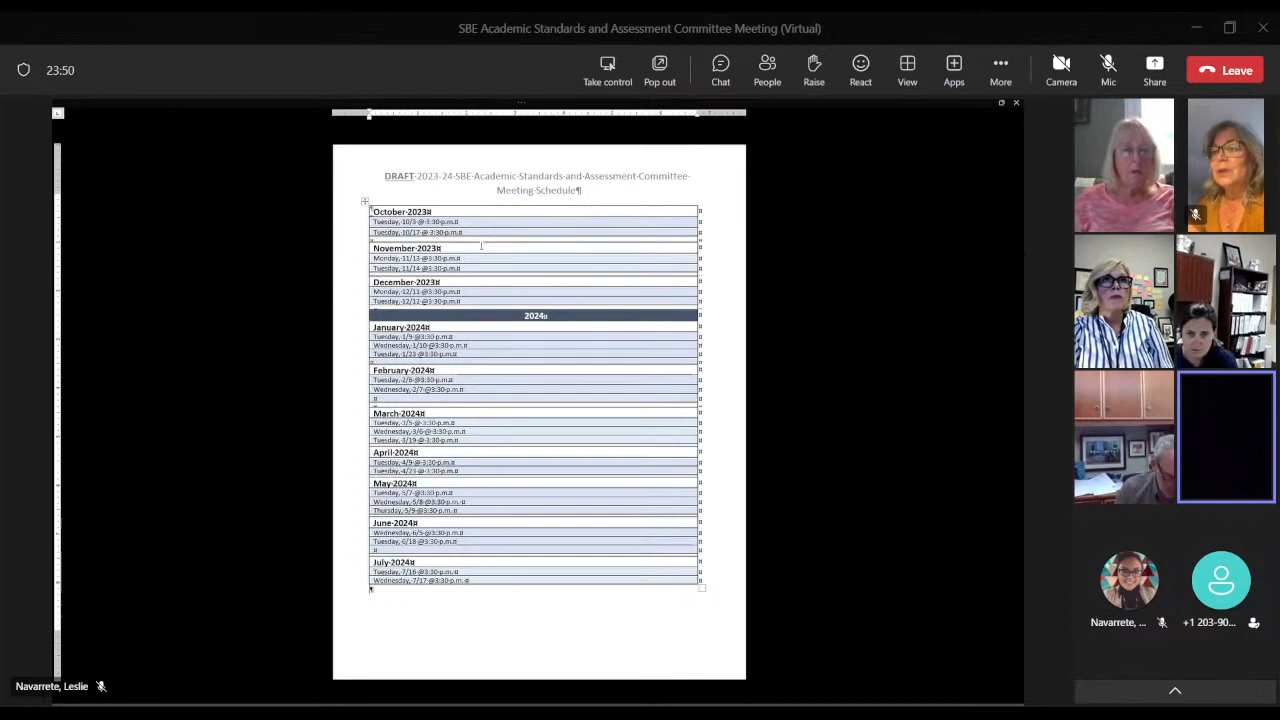 SBE Academic Standards and Assessment Committee Meeting (Virtual)
23:50
Take control
Pop out
Chat
People
Raise
React
View
Apps
More
Camera
Mic
Share
Leave
DRAFT·2023-24·SBE·Academic·Standards·and·Assessment·Committee·
Meeting·Schedule¶
October·2023¤
Tuesday,·10/3·@·3:30·p.m.¤
Tuesday,·10/17·@·3:30·p.m.¤
November·2023¤
Monday,·11/13·@3:30·p.m.¤
Tuesday,·11/14·@3:30·p.m.¤
December·2023¤
Monday,·12/11·@3:30·p.m.¤
Tuesday,·12/12·@3:30·p.m.¤
2024¤
January·2024¤
Tuesday,·1/9·@3:30·p.m.¤
Wednesday,·1/10·@3:30·p.m.¤
Tuesday,·1/23·@3:30·p.m.¤
February·2024¤
Tuesday,·2/6·@3:30·p.m.¤
Wednesday,·2/7·@3:30·p.m.¤
March·2024¤
Tuesday,·3/5·@·3:30·p.m.¤
Wednesday,·3/6·@·3:30·p.m.¤
Tuesday,·3/19·@·3:30·p.m.¤
April·2024¤
Tuesday,·4/9·@·3:30·p.m.¤
Tuesday,·4/23·@3:30·p.m.¤
May·2024¤
Tuesday,·5/7·@3:30·p.m.¤
Wednesday,·5/8·@3:30·p.m.·¤
Thursday,·5/9·@3:30·p.m.·¤
June·2024¤
Wednesday,·6/5·@3:30·p.m.¤
Tuesday,·6/18·@3:30·p.m.¤
July·2024¤
Tuesday,·7/16·@3:30·p.m.·¤
Wednesday,·7/17·@3:30·p.m.·¤
Navarrete, ...
+1 203-90...
Navarrete, Leslie